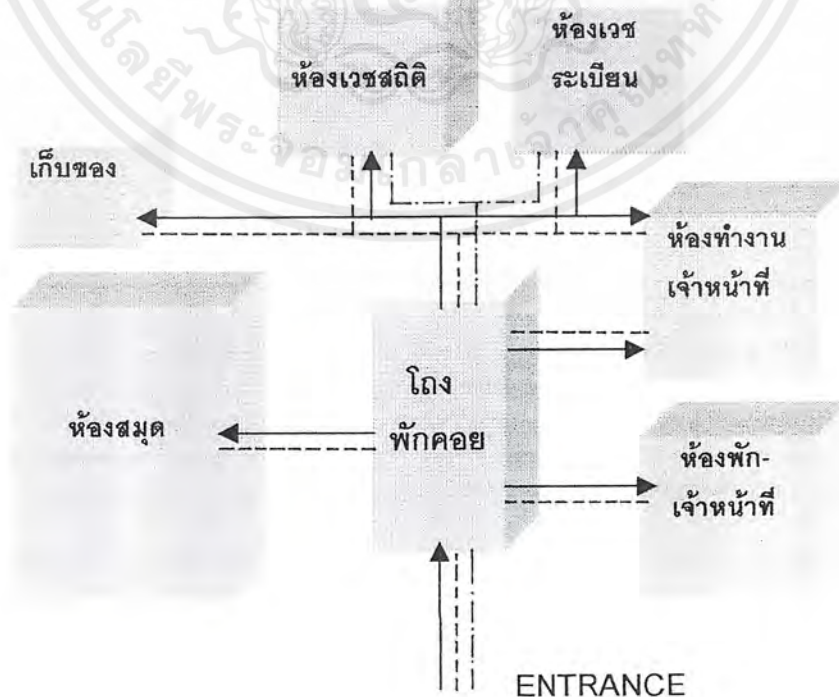 ห้องเวชสถิติ
ห้องเวช
ระเบียน
เก็บของ
ห้องทำงาน
เจ้าหน้าที่
โถง
พักคอย
ห้องสมุด
ห้องพัก-
เจ้าหน้าที่
ENTRANCE